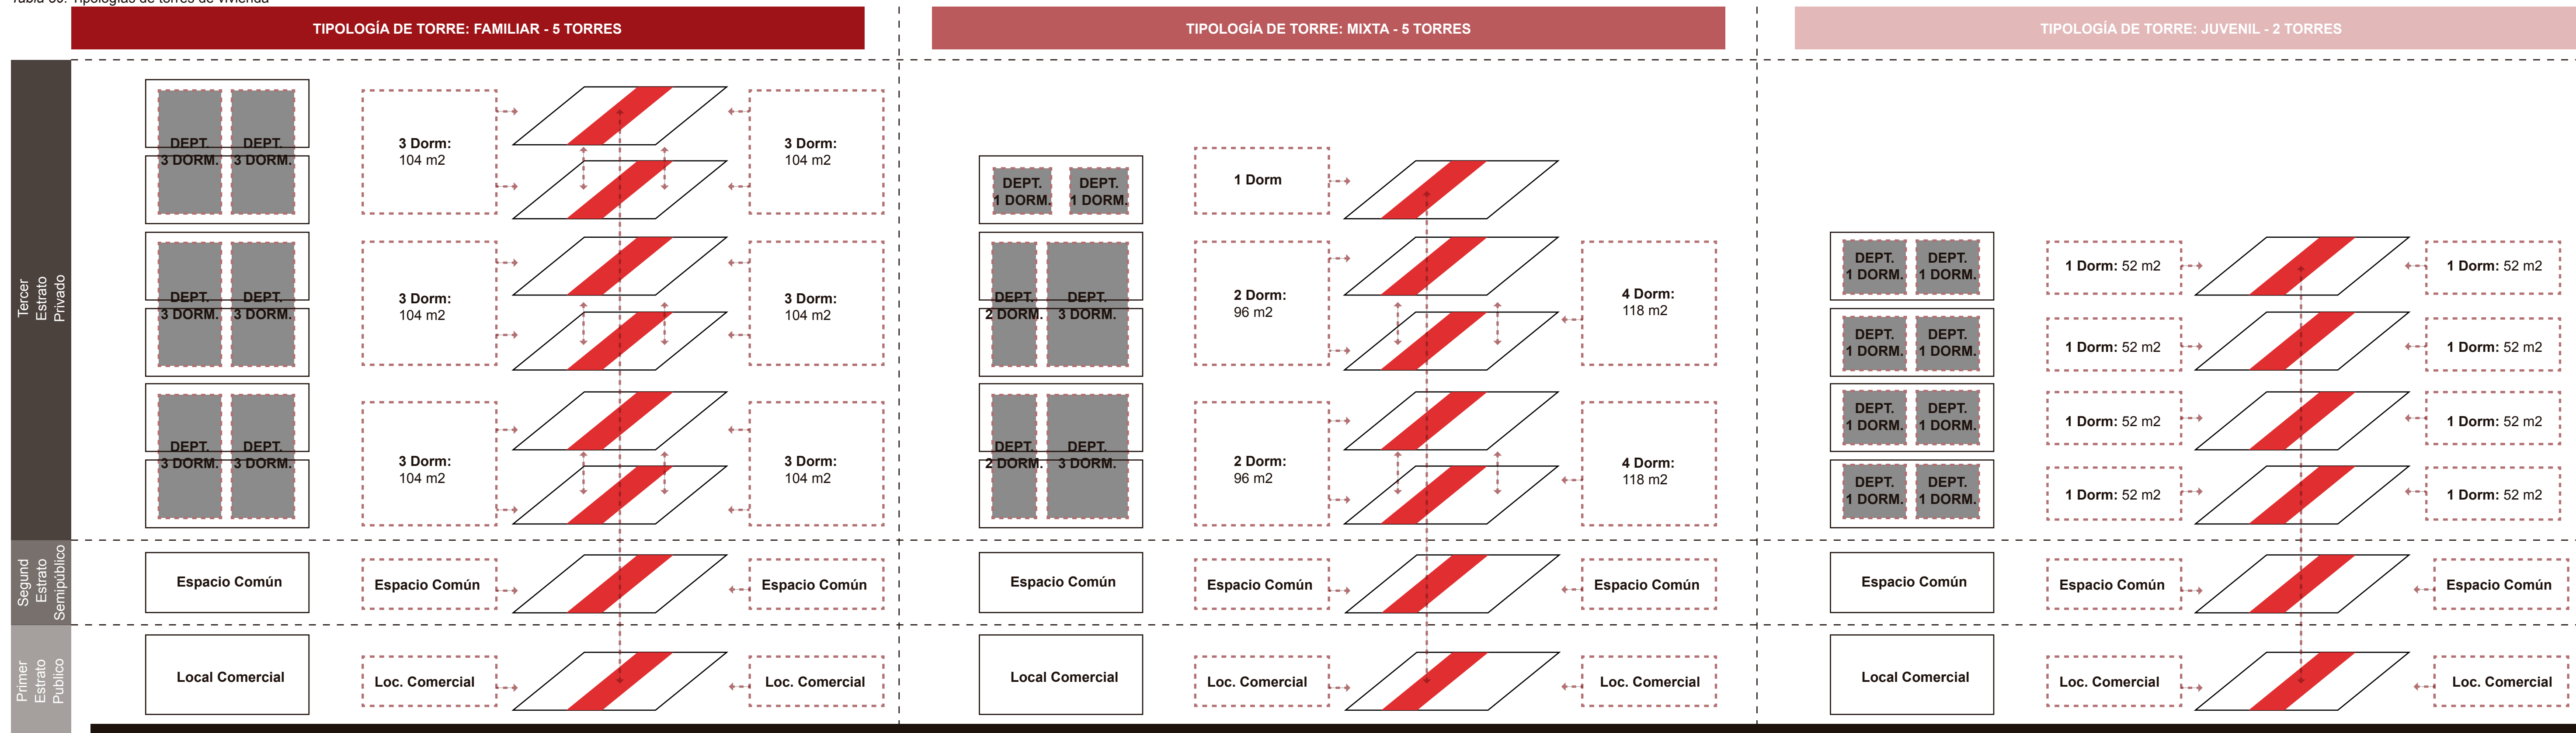 Tabla 30. Tipologías de torres de vivienda
TIPOLOGÍA DE TORRE: FAMILIAR - 5 TORRES
TIPOLOGÍA DE TORRE: MIXTA - 5 TORRES
TIPOLOGÍA DE TORRE: JUVENIL - 2 TORRES
Tercer
Estrato
Privado
DEPT.
3 DORM.
DEPT.
3 DORM.
3 Dorm:
104 m2
3 Dorm:
104 m2
DEPT.
3 DORM.
DEPT.
3 DORM.
3 Dorm:
104 m2
3 Dorm:
104 m2
DEPT.
3 DORM.
DEPT.
3 DORM.
3 Dorm:
104 m2
3 Dorm:
104 m2
DEPT.
1 DORM.
DEPT.
1 DORM.
1 Dorm
DEPT.
2 DORM.
DEPT.
3 DORM.
2 Dorm:
96 m2
4 Dorm:
118 m2
DEPT.
2 DORM.
DEPT.
3 DORM.
2 Dorm:
96 m2
4 Dorm:
118 m2
DEPT.
1 DORM.
DEPT.
1 DORM.
1 Dorm: 52 m2
1 Dorm: 52 m2
DEPT.
1 DORM.
DEPT.
1 DORM.
1 Dorm: 52 m2
1 Dorm: 52 m2
DEPT.
1 DORM.
DEPT.
1 DORM.
1 Dorm: 52 m2
1 Dorm: 52 m2
DEPT.
1 DORM.
DEPT.
1 DORM.
1 Dorm: 52 m2
1 Dorm: 52 m2
Segund
Estrato
Semipúblico
Espacio Común
Espacio Común
Espacio Común
Espacio Común
Espacio Común
Espacio Común
Espacio Común
Espacio Común
Espacio Común
Primer
Estrato
Publico
Local Comercial
Loc. Comercial
Loc. Comercial
Local Comercial
Loc. Comercial
Loc. Comercial
Local Comercial
Loc. Comercial
Loc. Comercial